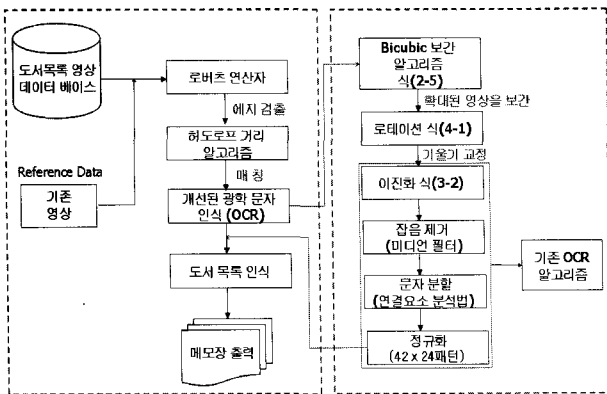 도서목록 영상
데이터 베이스
Reference Data
기존
영상
로버츠 연산자
에지 검출
허도로프 거리
알고리즘
매 칭
개선된 광학 문자
인식 (OCR)
도서 목록 인식
메모장 출력
Bicubic 보간
알고리즘
식(2-5)
확대된 영상을 보간
로테이션 식(4-1)
기울기 교정
이진화 식(3-2)
잡음 제거
(미디언 필터)
문자 분할
(연결요소 분석법)
정규화
(42 x 24패턴)
기존 OCR
알고리즘